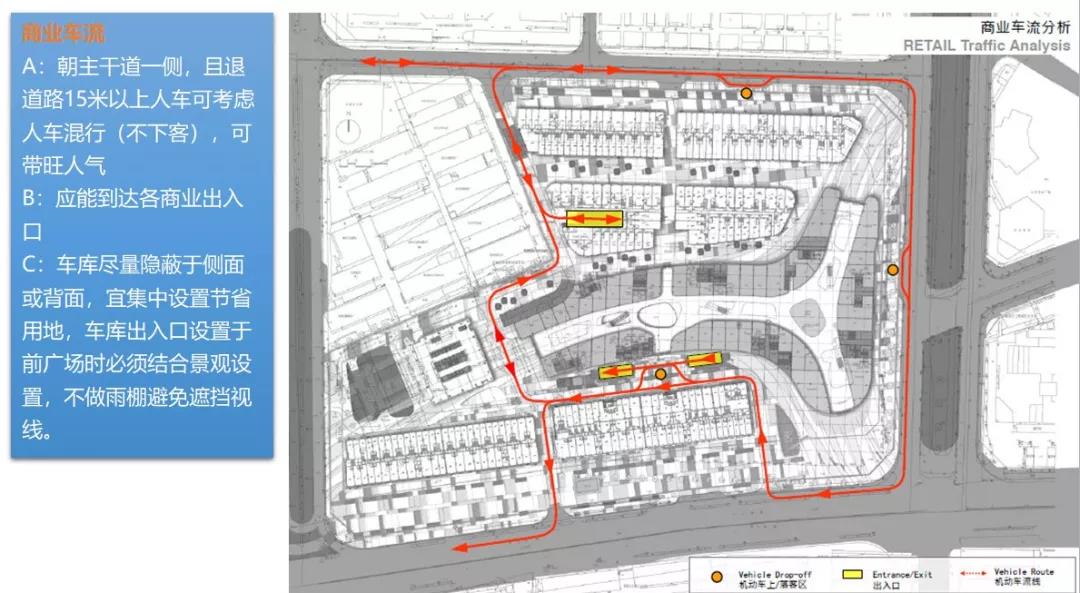 商业车流
A：朝主干道一侧，且退
道路15米以上人车可考虑
人车混行（不下客），可
带旺人气
B：应能到达各商业出入
口
C：车库尽量隐蔽于侧面
或背面，宜集中设置节省
用地，车库出入口设置于
前广场时必须结合景观设
置，不做雨棚避免遮挡视
线。
商业车流分析
RETAIL Traffic Analysis
Vehicle Drop-off
机动车上/落客区
Entrance/Exit
出入口
Vehicle Route
机动车流线